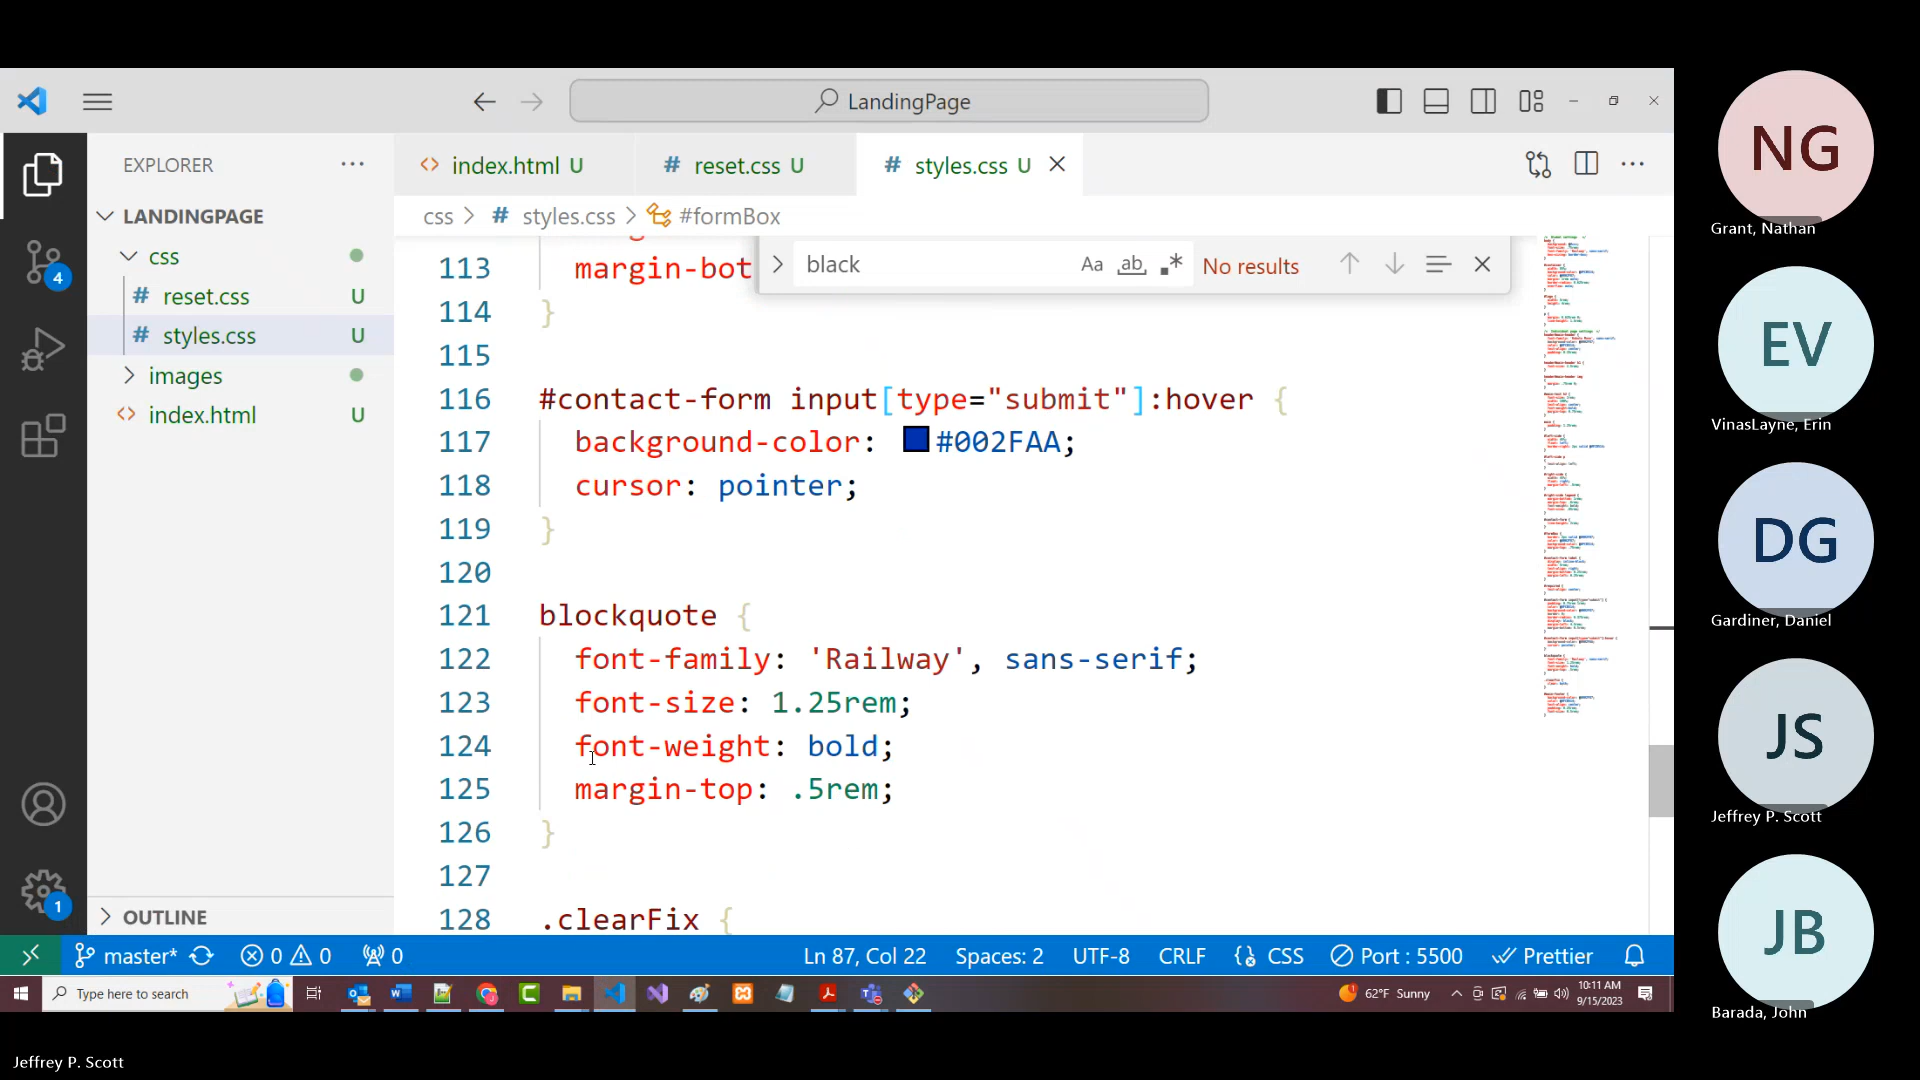 LandingPage
EXPLORER
index.html U
reset.css U
styles.css U
LANDINGPAGE
css > # styles.css > #formBox
css
# reset.css U
# styles.css U
images
<> index.html U
4
black
Aa ab No results
113 margin-bot
114 }
115
116 #contact-form input[type="submit"]:hover {
117 background-color: #002FAA;
118 cursor: pointer;
119 }
120
121 blockquote {
122 font-family: 'Railway', sans-serif;
123 font-size: 1.25rem;
124 font-weight: bold;
125 margin-top: .5rem;
126 }
127
128 .clearFix {
OUTLINE
1
master* 0 0 0 Ln 87, Col 22 Spaces: 2 UTF-8 CRLF CSS Port : 5500 Prettier
Type here to search
62°F Sunny
10:11 AM
9/15/2023
NG
Grant, Nathan
EV
VinasLayne, Erin
DG
Gardiner, Daniel
JS
Jeffrey P. Scott
JB
Barada, John
Jeffrey P. Scott